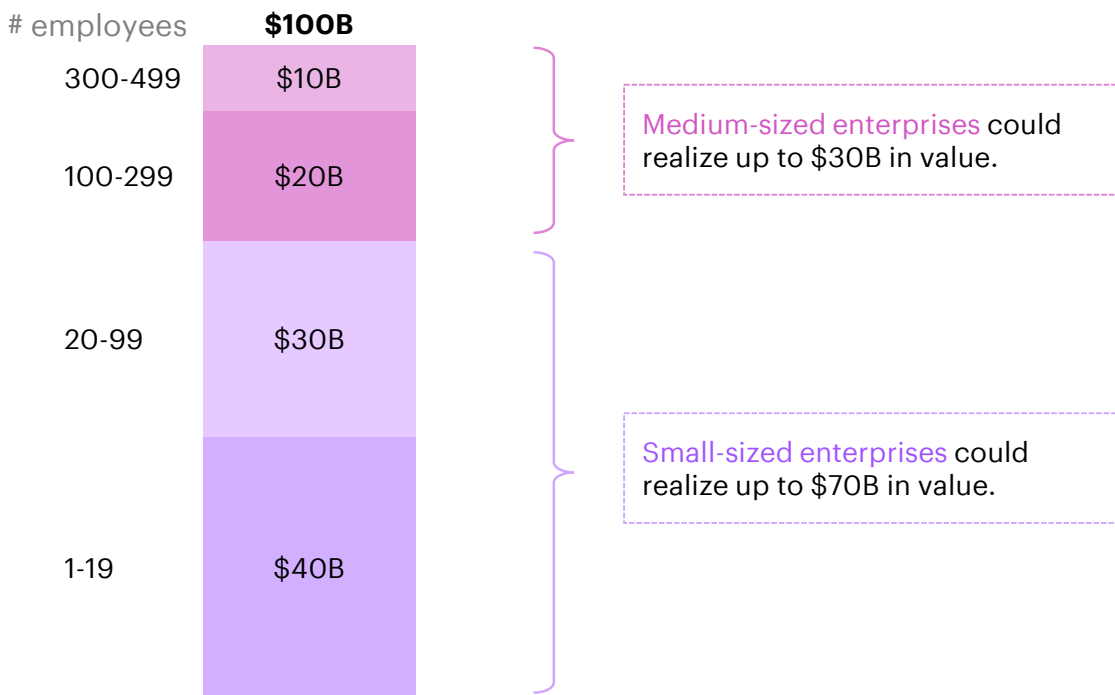 # employees $100B
300-499 $10B
Medium-sized enterprises could
realize up to $30B in value.
100-299 $20B
20-99 $30B
Small-sized enterprises could
realize up to $70B in value.
1-19 $40B